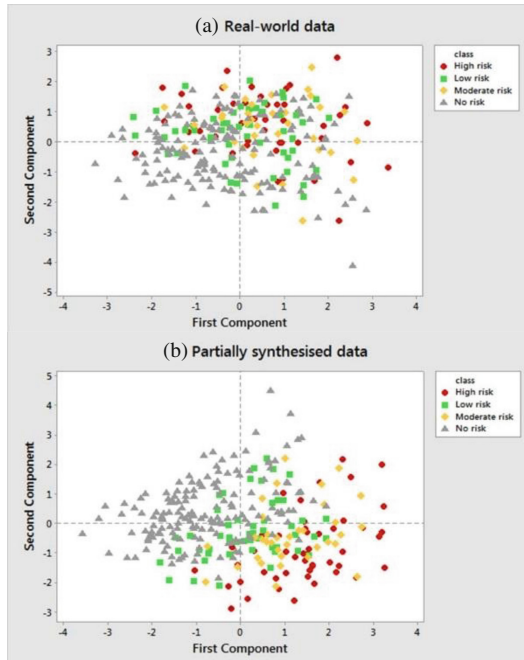 (a) Real-world data
3
2
1
0
-1
-2
-3
-4
-5
Second Component
-4 -3 -2 -1 0 1 2 3 4
First Component
class
High risk
Low risk
Moderate risk
No risk
(b) Partially synthesised data
5
4
3
2
1
0
-1
-2
-3
Second Component
-4 -3 -2 -1 0 1 2 3 4
First Component
class
High risk
Low risk
Moderate risk
No risk